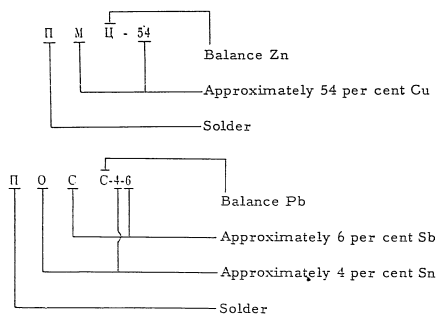 П М Ц - 54
Balance Zn
Approximately 54 per cent Cu
Solder
П О С С-4-6
Balance Pb
Approximately 6 per cent Sb
Approximately 4 per cent Sn
Solder